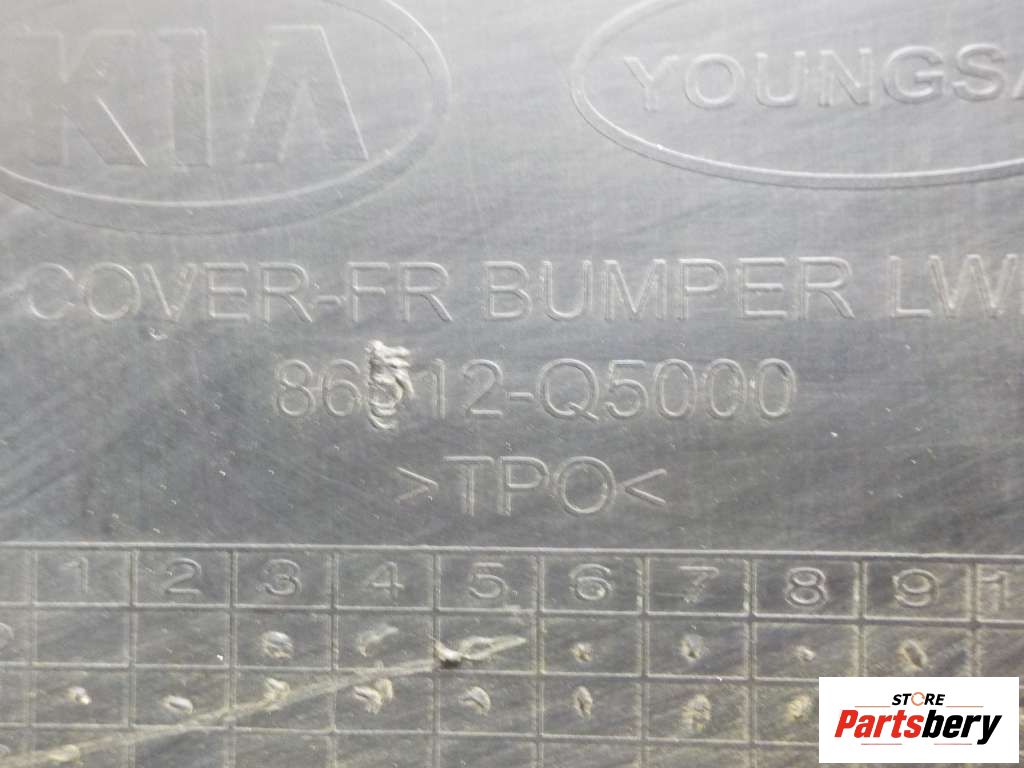 KIA
YOUNGSA
COVER-FR BUMPER LW
86512-Q5000
>TPO<
1 2 3 4 5 6 7 8 9 1
STORE
Partsbery